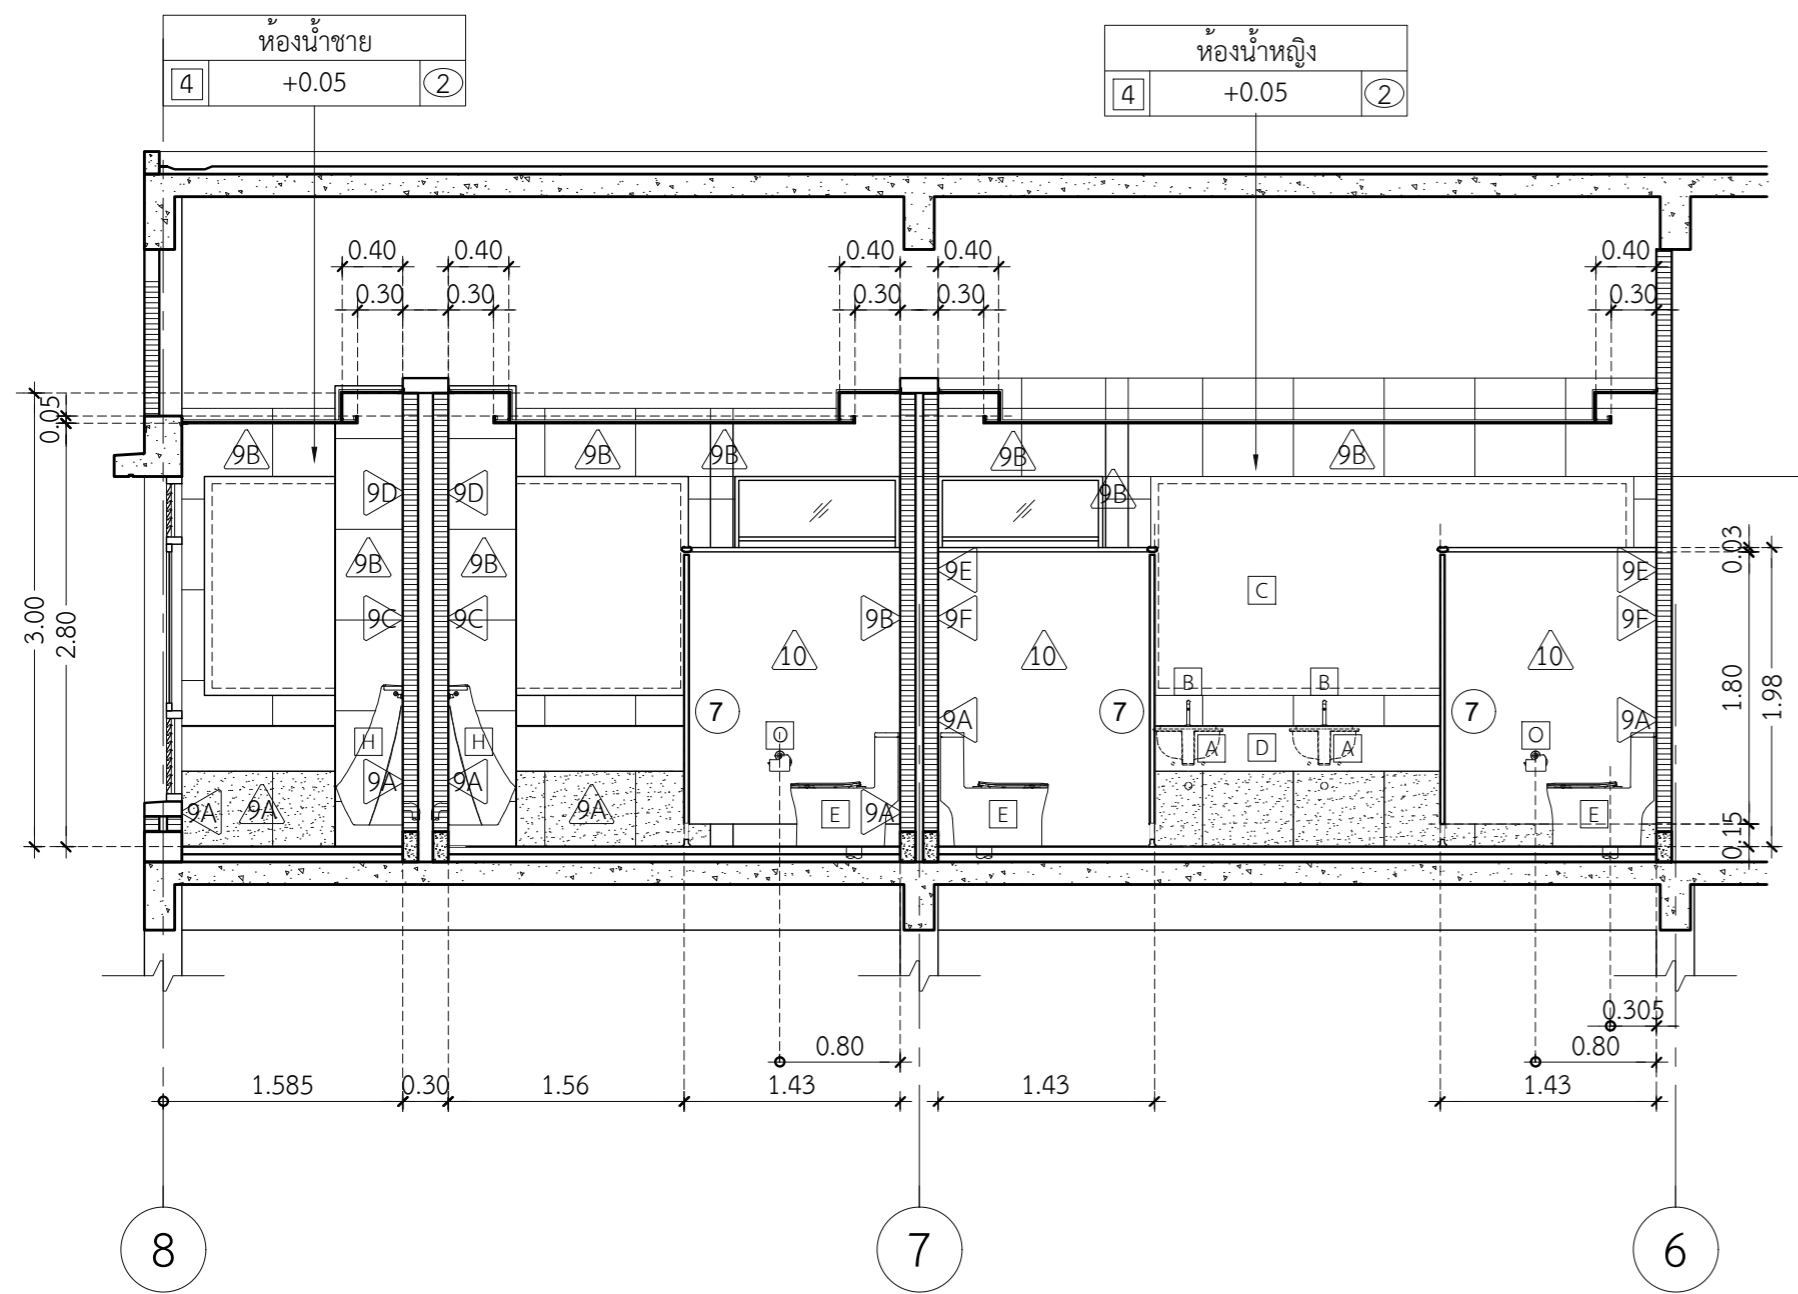 ห้องน้ำชาย
4 +0.05 2
ห้องน้ำหญิง
4 +0.05 2
0.40 0.40 0.40 0.40 0.40
0.30 0.30 0.30 0.30 0.30
0.05
3.00
2.80
9B 9B 9B 9B 9B 9B
9D 9D
9B 9B
9C 9C
9E 9E
9B 9F 9F
C
10 10 10
B B
7 7 7
9A 9A
H H
O O
A D A
9A 9A
9A 9A 9A 9A
E E E
0.03
1.80
1.98
0.15
0.305
0.80 0.80
1.585 0.30 1.56 1.43 1.43 1.43
8 7 6